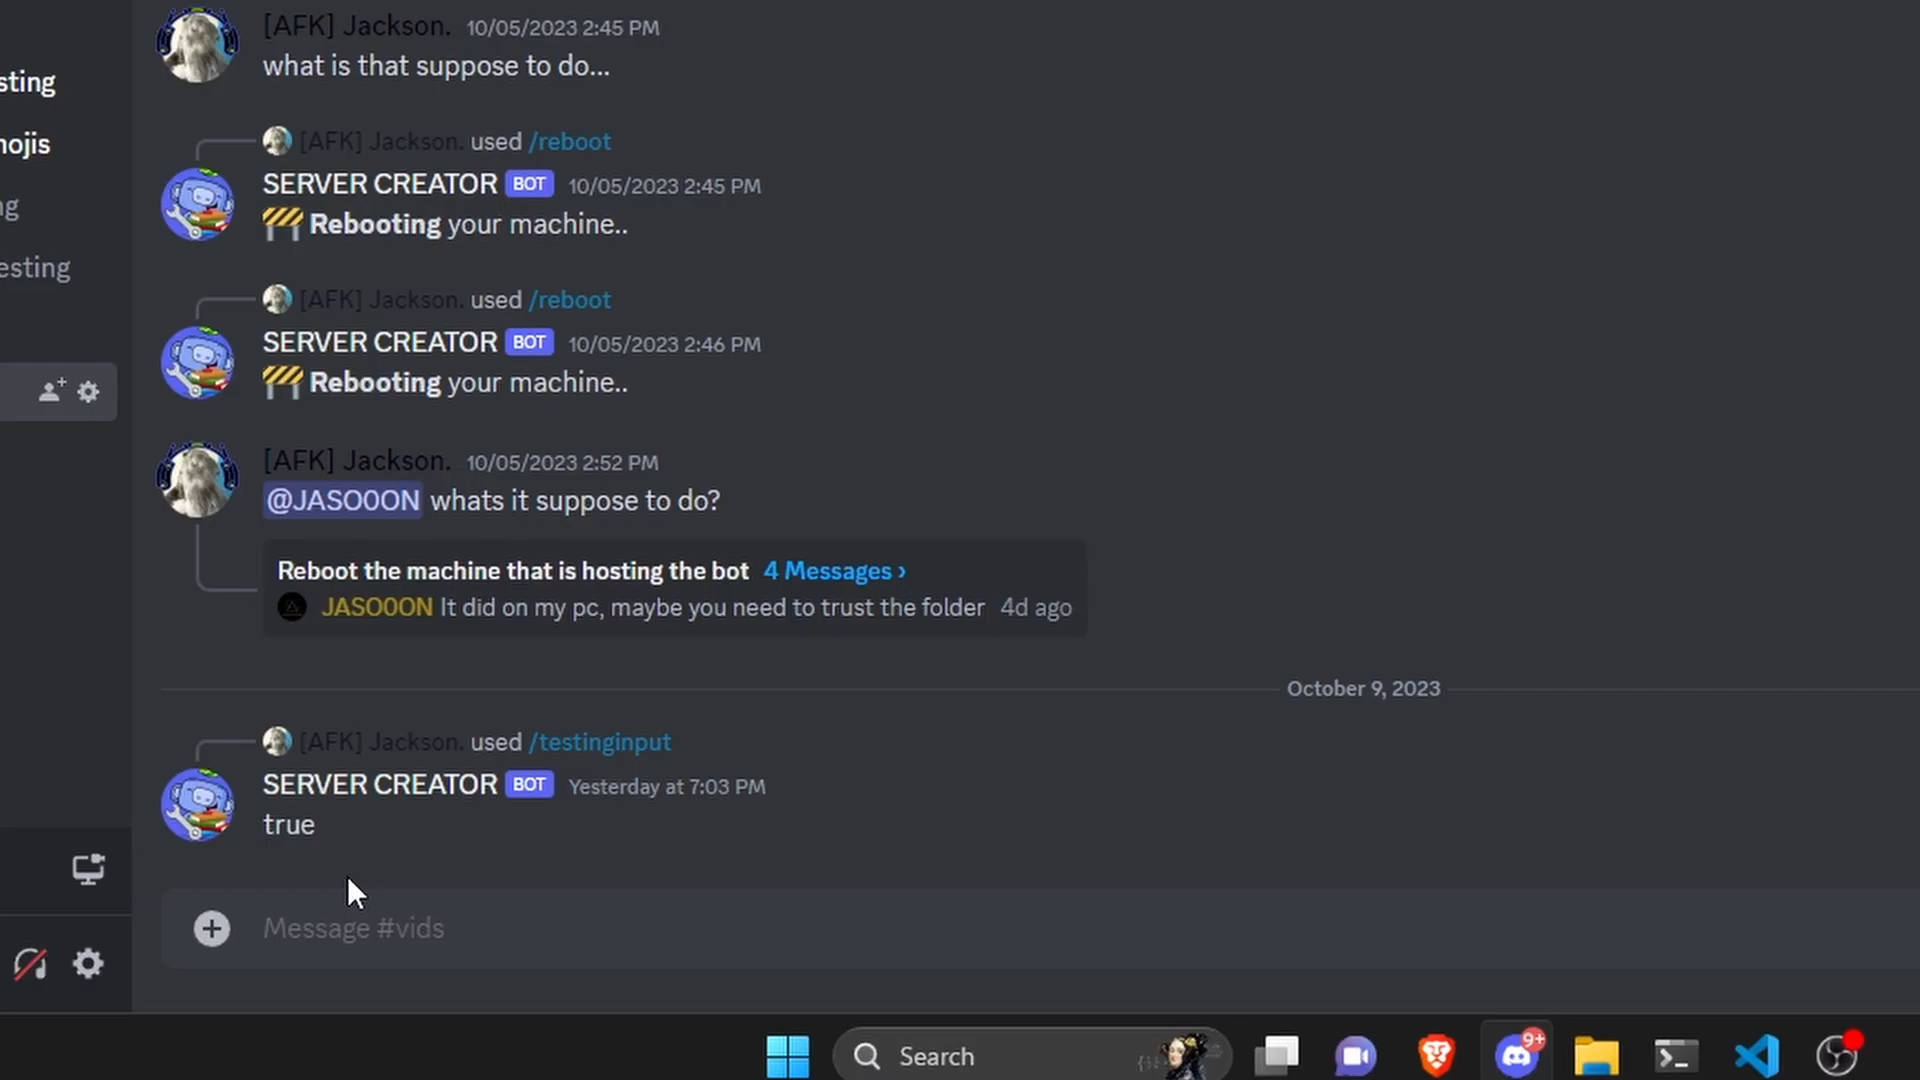 [AFK] Jackson. 10/05/2023 2:45 PM
what is that suppose to do...
sting
nojis
[AFK] Jackson. used /reboot
SERVER CREATOR BOT 10/05/2023 2:45 PM
ng
Rebooting your machine..
esting
[AFK] Jackson. used /reboot
SERVER CREATOR BOT 10/05/2023 2:46 PM
Rebooting your machine..
[AFK] Jackson. 10/05/2023 2:52 PM
@JASO0ON whats it suppose to do?
Reboot the machine that is hosting the bot 4 Messages ›
JASO0ON It did on my pc, maybe you need to trust the folder 4d ago
October 9, 2023
[AFK] Jackson. used /testinginput
SERVER CREATOR BOT Yesterday at 7:03 PM
true
Message #vids
Search
9+